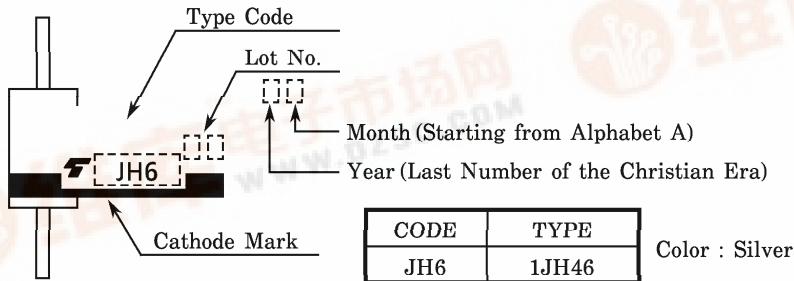 Type Code
Lot No.
Month (Starting from Alphabet A)
Year (Last Number of the Christian Era)
JH6
Cathode Mark
CODE TYPE
JH6 1JH46
Color : Silver